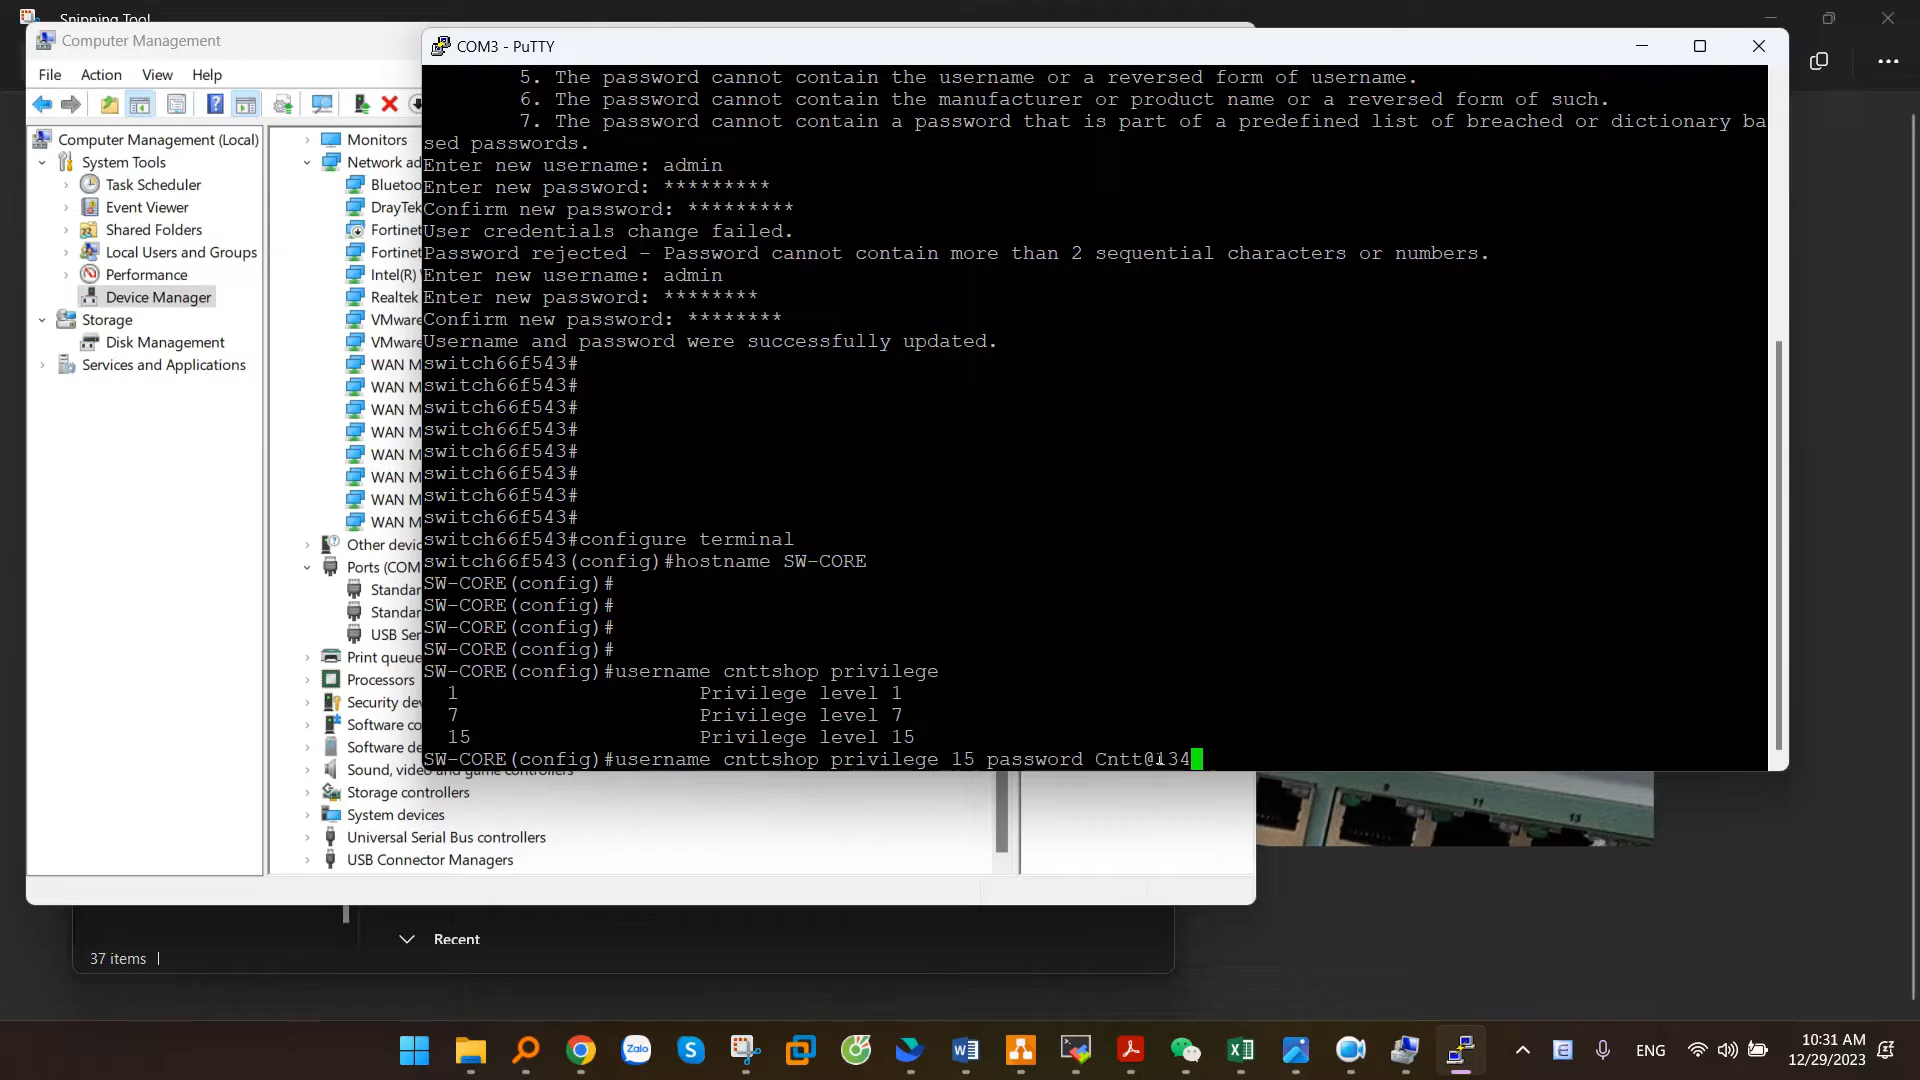 Snipping Tool
Computer Management
File Action View Help
Computer Management (Local)
System Tools
Task Scheduler
Event Viewer
Shared Folders
Local Users and Groups
Performance
Device Manager
Storage
Disk Management
Services and Applications
Monitors
Network ad
Bluetoo
DrayTek
Fortinet
Fortinet
Intel(R)
Realtek
VMware
VMware
WAN M
WAN M
WAN M
WAN M
WAN M
WAN M
WAN M
WAN M
Other devic
Ports (COM
Standar
Standar
USB Ser
Print queue
Processors
Security dev
Software co
Software de
Sound, video and game controllers
Storage controllers
System devices
Universal Serial Bus controllers
USB Connector Managers
COM3 - PuTTY
5. The password cannot contain the username or a reversed form of username.
6. The password cannot contain the manufacturer or product name or a reversed form of such.
7. The password cannot contain a password that is part of a predefined list of breached or dictionary ba
sed passwords.
Enter new username: admin
Enter new password: *********
Confirm new password: *********
User credentials change failed.
Password rejected - Password cannot contain more than 2 sequential characters or numbers.
Enter new username: admin
Enter new password: ********
Confirm new password: ********
Username and password were successfully updated.
switch66f543#
switch66f543#
switch66f543#
switch66f543#
switch66f543#
switch66f543#
switch66f543#
switch66f543#
switch66f543#configure terminal
switch66f543(config)#hostname SW-CORE
SW-CORE(config)#
SW-CORE(config)#
SW-CORE(config)#
SW-CORE(config)#
SW-CORE(config)#username cnttshop privilege
1 Privilege level 1
7 Privilege level 7
15 Privilege level 15
SW-CORE(config)#username cnttshop privilege 15 password Cntt@134
9
11
13
Recent
37 items
Zalo
ENG
10:31 AM
12/29/2023